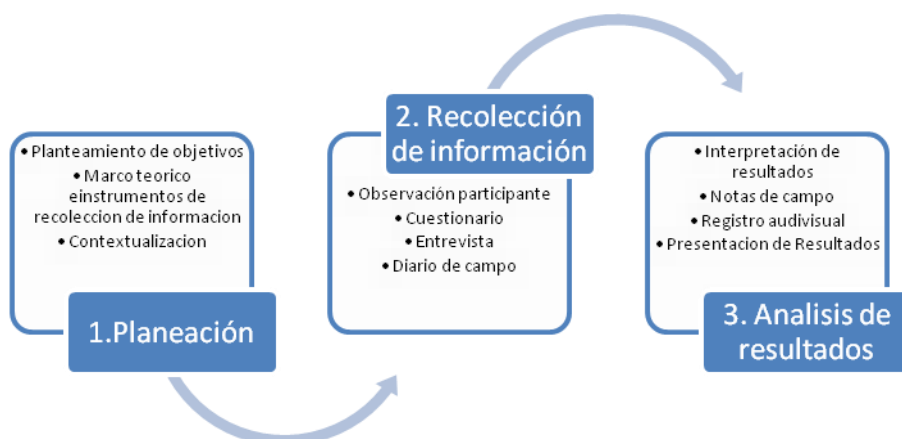 • Planteamiento de objetivos
• Marco teorico
einstrumentos de
recoleccion de informacion
• Contextualizacion
1.Planeación
2. Recolección
de información
• Observación participante
• Cuestionario
• Entrevista
• Diario de campo
• Interpretación de
resultados
• Notas de campo
• Registro audivisual
• Presentacion de Resultados
3. Analisis de
resultados